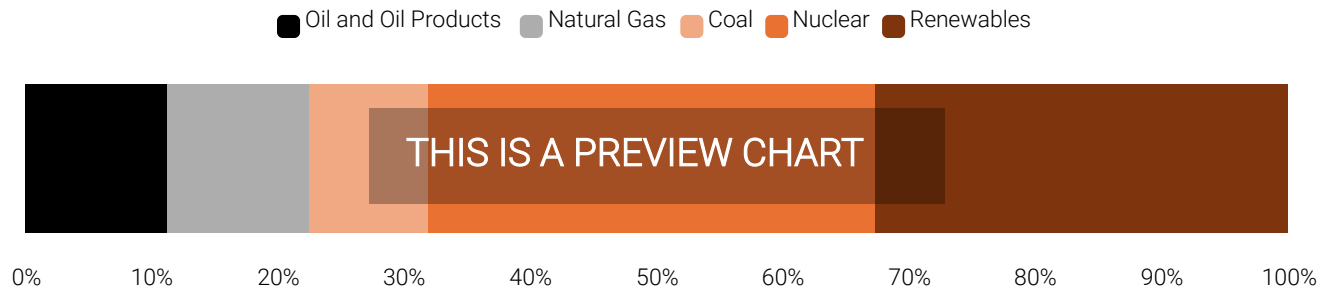 Oil and Oil Products Natural Gas Coal Nuclear Renewables
THIS IS A PREVIEW CHART
0% 10% 20% 30% 40% 50% 60% 70% 80% 90% 100%